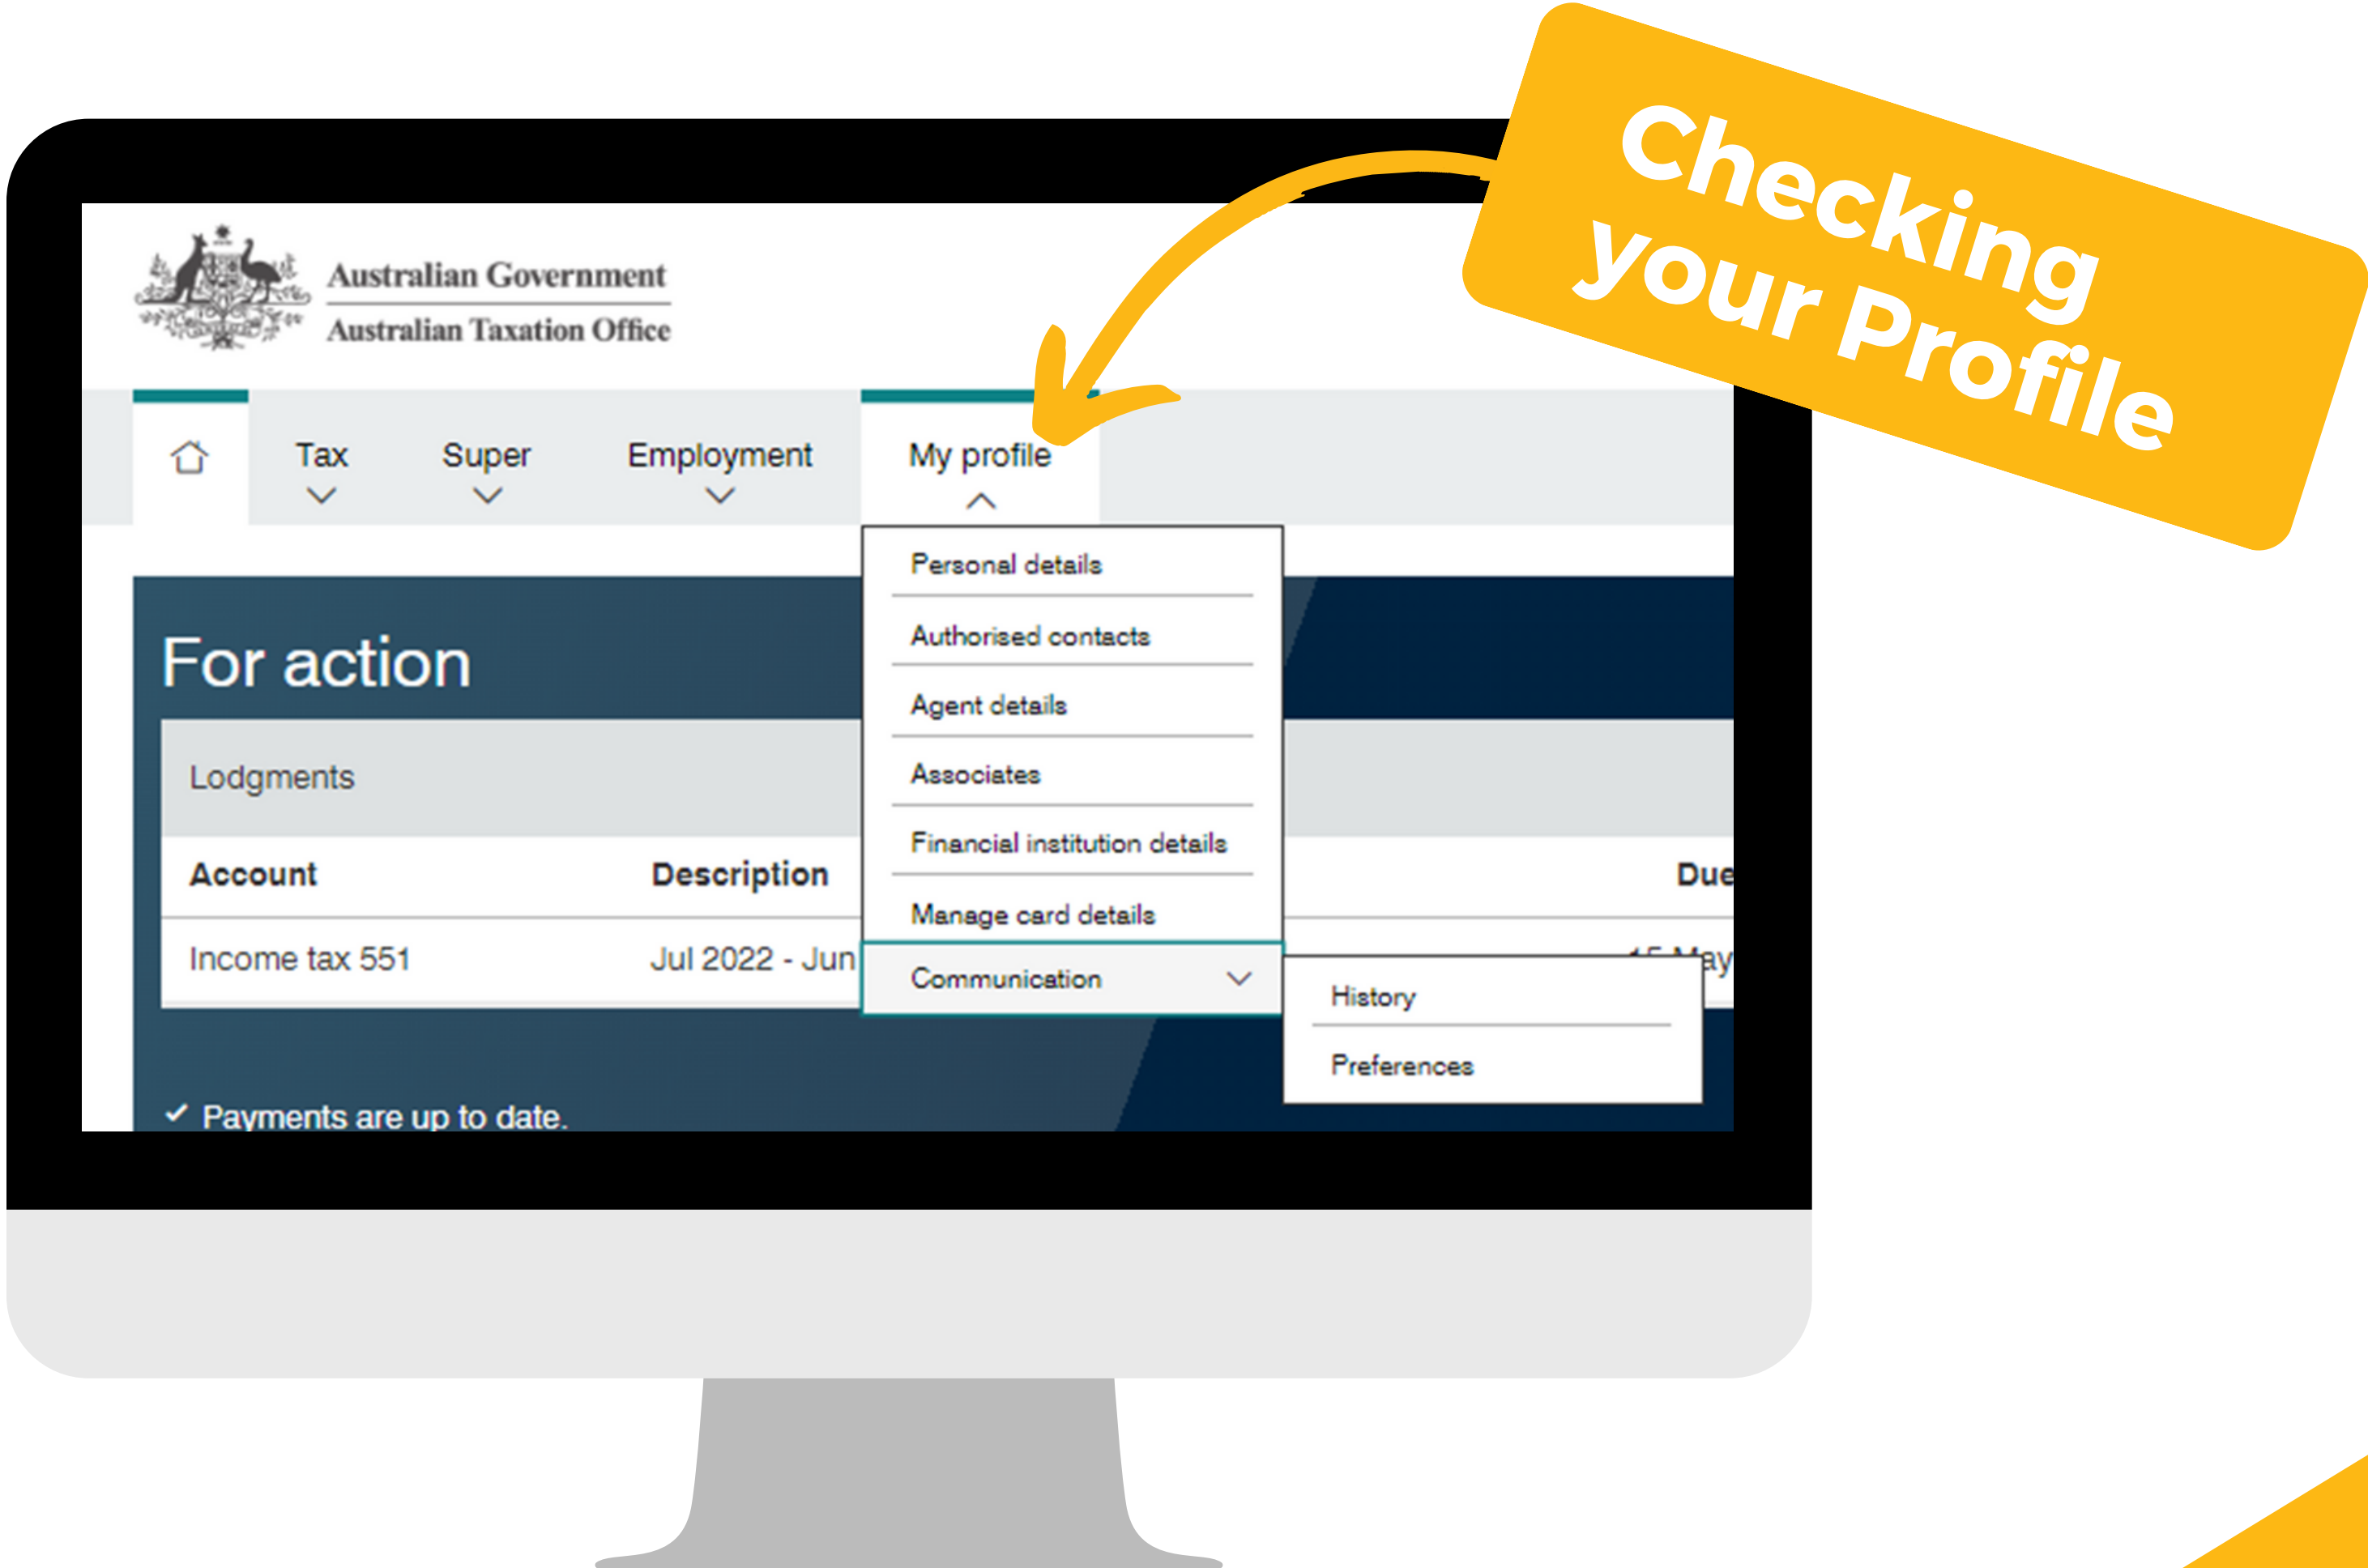 Checking
your Profile
Australian Government
Australian Taxation Office
Tax
Super
Employment
My profile
Personal details
Authorised contacts
Agent details
Associates
Financial institution details
Manage card details
Communication
History
Preferences
For action
Lodgments
Account Description Due
Income tax 551 Jul 2022 - Jun 15 May
Payments are up to date.